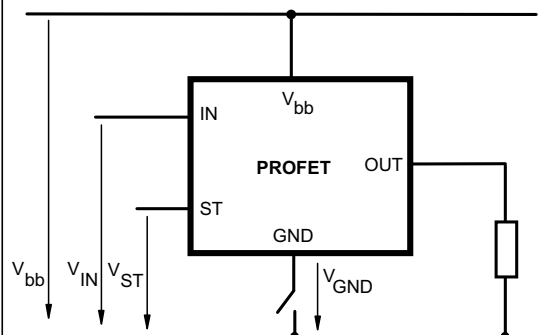 V_bb
IN
PROFET
OUT
ST
GND
V_bb
V_IN
V_ST
V_GND